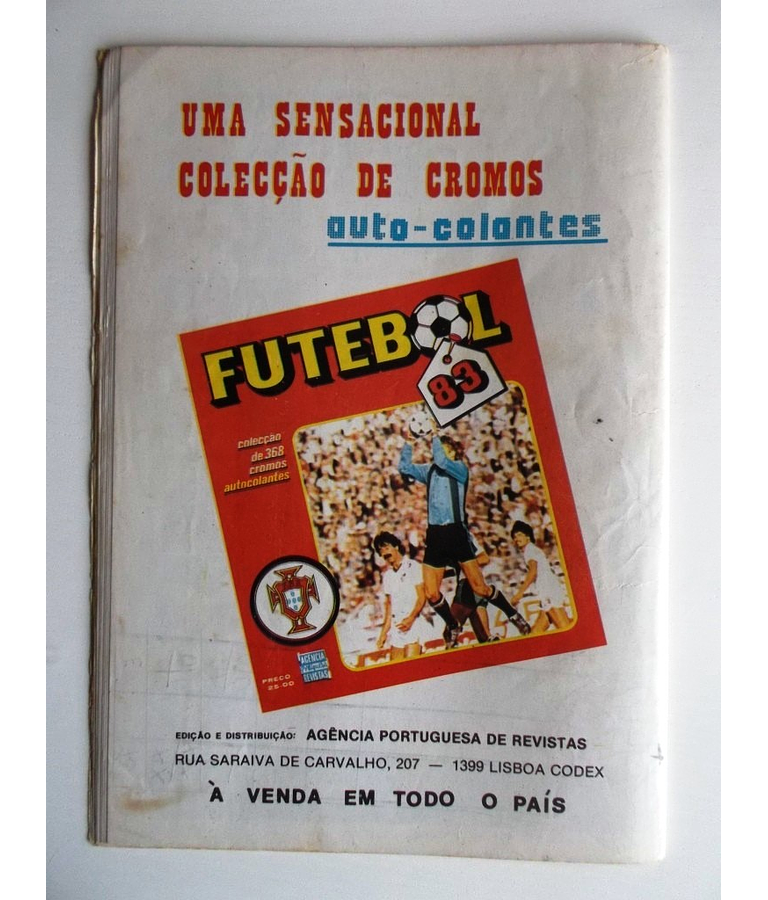 UMA SENSACIONAL
COLECÇÃO DE CROMOS
auto-colantes
FUTEBOL
83
colecção
de 368
cromos
autocolantes
PREÇO
25.00
AGÊNCIA
PORTUGUESA
REVISTAS
EDIÇÃO E DISTRIBUIÇÃO: AGÊNCIA PORTUGUESA DE REVISTAS
RUA SARAIVA DE CARVALHO, 207 — 1399 LISBOA CODEX
À VENDA EM TODO O PAÍS